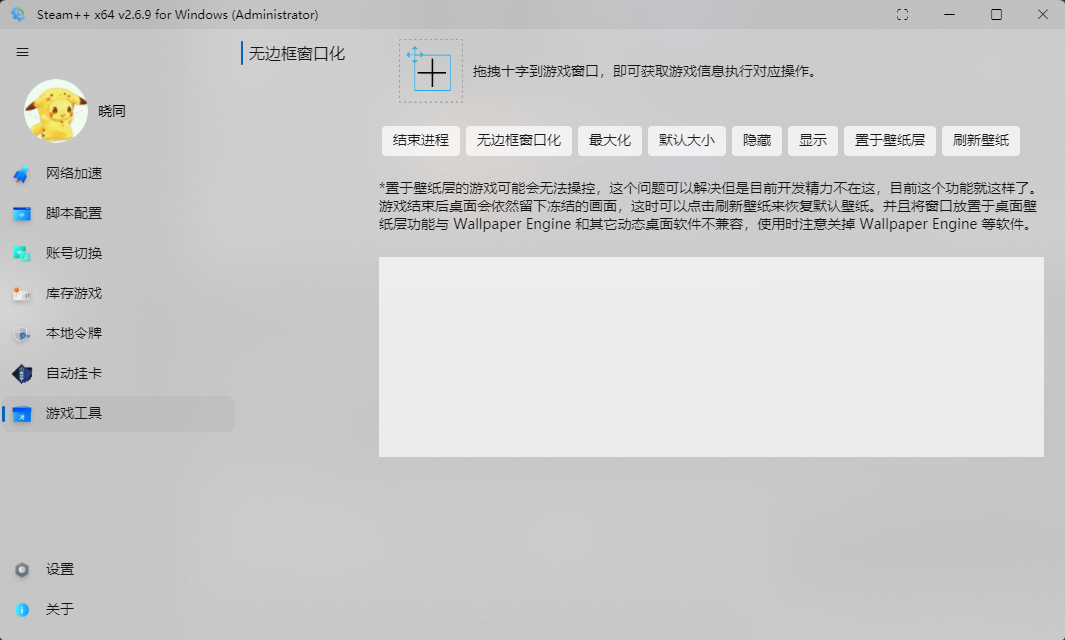 Steam++ x64 v2.6.9 for Windows (Administrator)
晓同
网络加速
脚本配置
账号切换
库存游戏
本地令牌
自动挂卡
游戏工具
设置
关于
无边框窗口化
拖拽十字到游戏窗口，即可获取游戏信息执行对应操作。
结束进程 无边框窗口化 最大化 默认大小 隐藏 显示 置于壁纸层 刷新壁纸
*置于壁纸层的游戏可能会无法操控，这个问题可以解决但是目前开发精力不在这，目前这个功能就这样了。
游戏结束后桌面会依然留下冻结的画面，这时可以点击刷新壁纸来恢复默认壁纸。并且将窗口放置于桌面壁
纸层功能与 Wallpaper Engine 和其它动态桌面软件不兼容，使用时注意关掉 Wallpaper Engine 等软件。